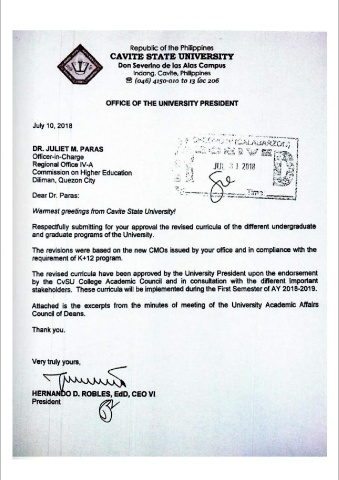 Republic of the Philippines
CAVITE STATE UNIVERSITY
Don Severino de las Alas Campus
Indang, Cavite, Philippines
☎ (046) 4150-010 to 13 loc 206
OFFICE OF THE UNIVERSITY PRESIDENT
July 10, 2018
DR. JULIET M. PARAS
Officer-in-Charge
Regional Office IV-A
Commission on Higher Education
Diliman, Quezon City
(CALABARZON)
RECEIVED
2018
Time
Dear Dr. Paras:
Warmest greetings from Cavite State University!
Respectfully submitting for your approval the revised curricula of the different undergraduate
and graduate programs of the University.
The revisions were based on the new CMOs issued by your office and in compliance with the
requirement of K+12 program.
The revised curricula have been approved by the University President upon the endorsement
by the CvSU College Academic Council and in consultation with the different important
stakeholders. These curricula will be implemented during the First Semester of AY 2018-2019.
Attached is the excerpts from the minutes of meeting of the University Academic Affairs
Council of Deans.
Thank you.
Very truly yours,
HERNANDO D. ROBLES, EdD, CEO VI
President